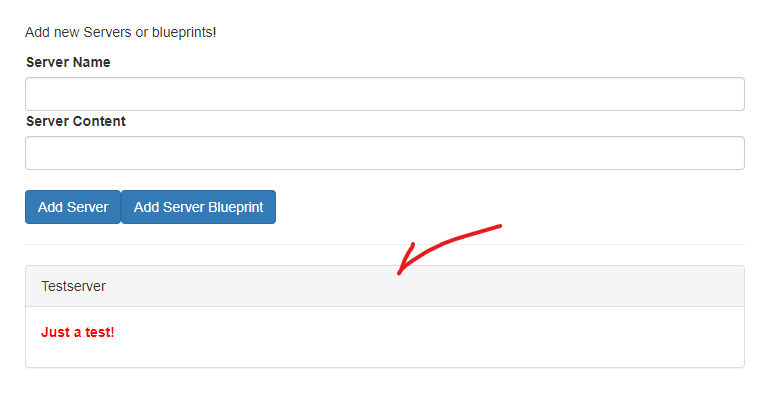 Add new Servers or blueprints!
Server Name
Server Content
Add Server Add Server Blueprint
Testserver
Just a test!